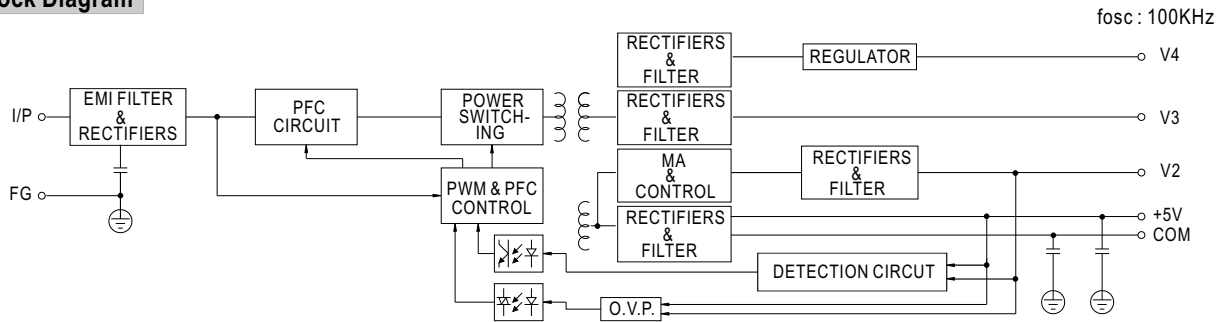 ock Diagram
fosc : 100KHz
I/P
EMI FILTER
&
RECTIFIERS
FG
PFC
CIRCUIT
POWER
SWITCH-
ING
PWM & PFC
CONTROL
RECTIFIERS
&
FILTER
REGULATOR
V4
RECTIFIERS
&
FILTER
V3
MA
&
CONTROL
RECTIFIERS
&
FILTER
V2
RECTIFIERS
&
FILTER
+5V
COM
DETECTION CIRCUT
O.V.P.